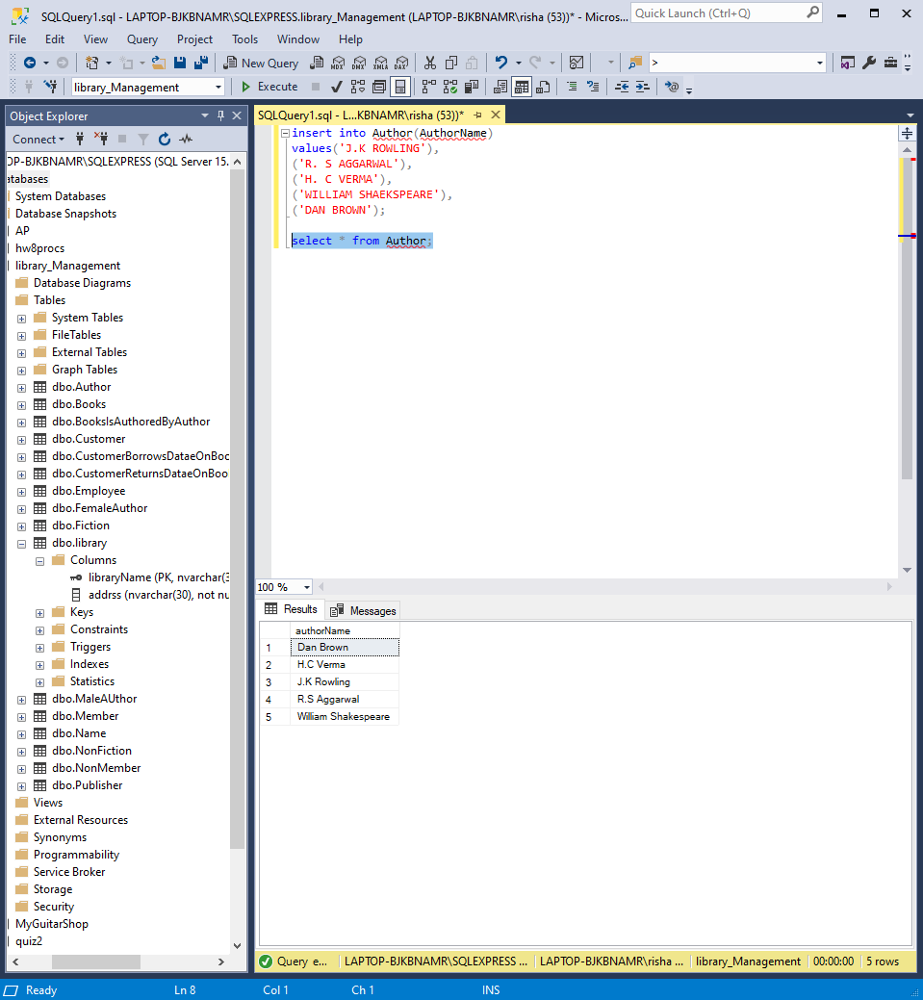 SQLQuery1.sql - LAPTOP-BJKBNAMR\SQLEXPRESS.library_Management (LAPTOP-BJKBNAMR\risha (53))* - Micros...
Quick Launch (Ctrl+Q)
File Edit View Query Project Tools Window Help
New Query MDX DMX XMLA DAX >
library_Management Execute
Object Explorer
Connect
OP-BJKBNAMR\SQLEXPRESS (SQL Server 15.
atabases
System Databases
Database Snapshots
AP
hw8procs
library_Management
Database Diagrams
Tables
System Tables
FileTables
External Tables
Graph Tables
dbo.Author
dbo.Books
dbo.BooksIsAuthoredByAuthor
dbo.Customer
dbo.CustomerBorrowsDataeOnBoo
dbo.CustomerReturnsDataeOnBoo
dbo.Employee
dbo.FemaleAuthor
dbo.Fiction
dbo.library
Columns
libraryName (PK, nvarchar(3
addrss (nvarchar(30), not nu
Keys
Constraints
Triggers
Indexes
Statistics
dbo.MaleAUthor
dbo.Member
dbo.Name
dbo.NonFiction
dbo.NonMember
dbo.Publisher
Views
External Resources
Synonyms
Programmability
Service Broker
Storage
Security
MyGuitarShop
quiz2
SQLQuery1.sql - L...KBNAMR\risha (53))*
insert into Author(AuthorName)
values('J.K ROWLING'),
('R. S AGGARWAL'),
('H. C VERMA'),
('WILLIAM SHAEKSPEARE'),
('DAN BROWN');
select * from Author;
100 %
Results Messages
authorName
1 Dan Brown
2 H.C Verma
3 J.K Rowling
4 R.S Aggarwal
5 William Shakespeare
Query e... LAPTOP-BJKBNAMR\SQLEXPRESS ... LAPTOP-BJKBNAMR\risha ... library_Management 00:00:00 5 rows
Ready Ln 8 Col 1 Ch 1 INS